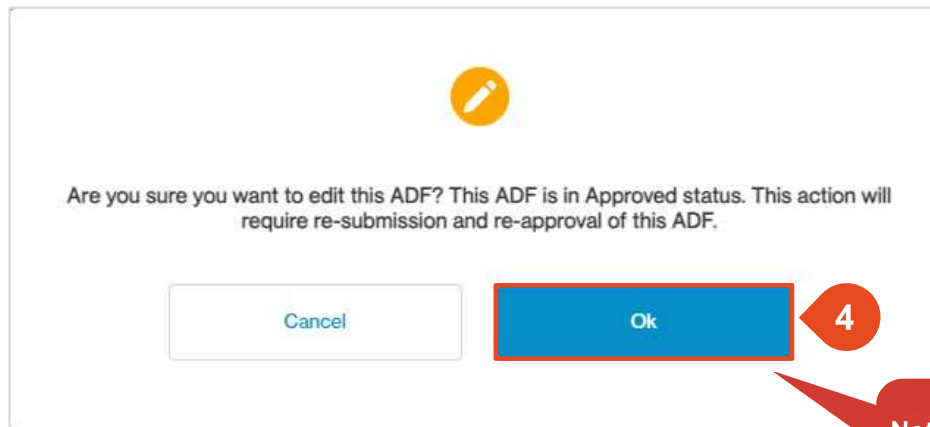 Are you sure you want to edit this ADF? This ADF is in Approved status. This action will
require re-submission and re-approval of this ADF.
Cancel
Ok
4